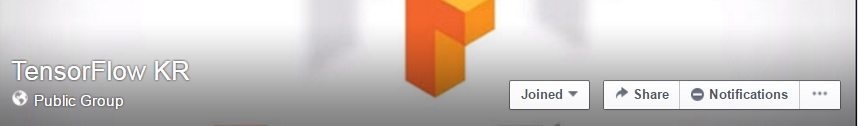 TensorFlow KR
Public Group
Joined Share Notifications ...